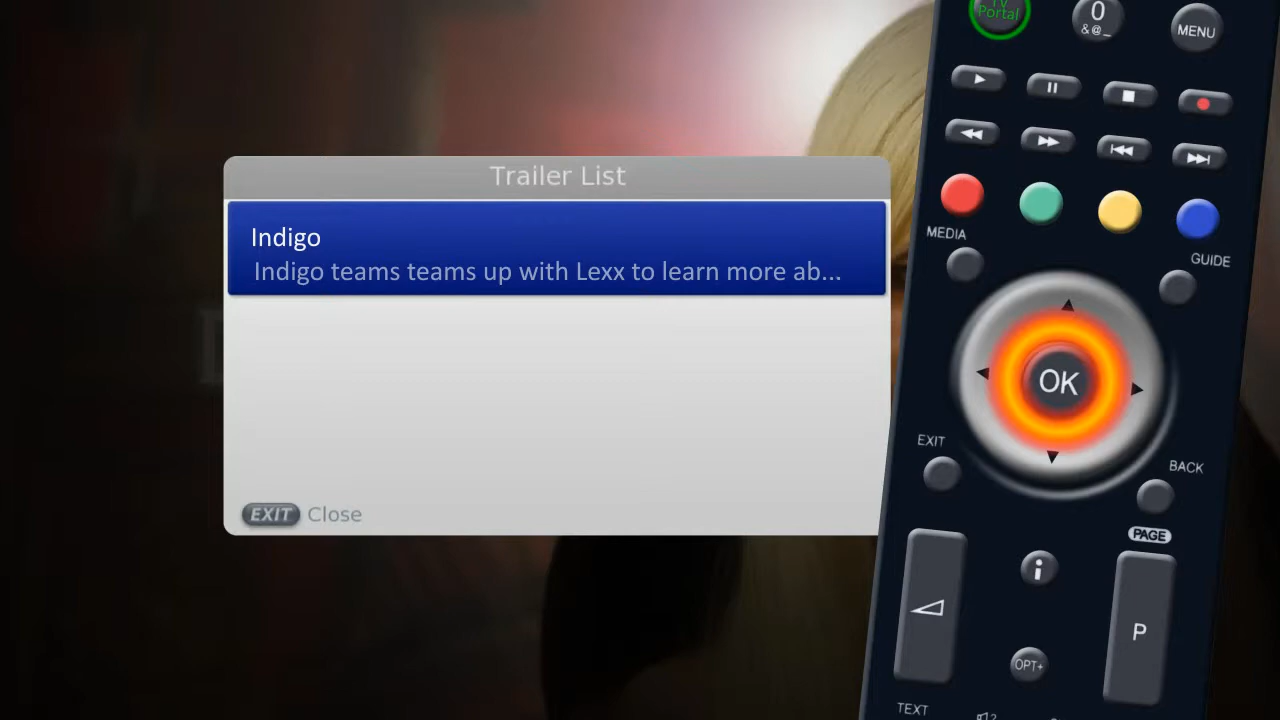 TV
Portal
0
&@_
MENU
Trailer List
Indigo
Indigo teams teams up with Lexx to learn more ab...
EXIT Close
MEDIA
GUIDE
OK
EXIT
BACK
PAGE
i
P
OPT+
TEXT
2